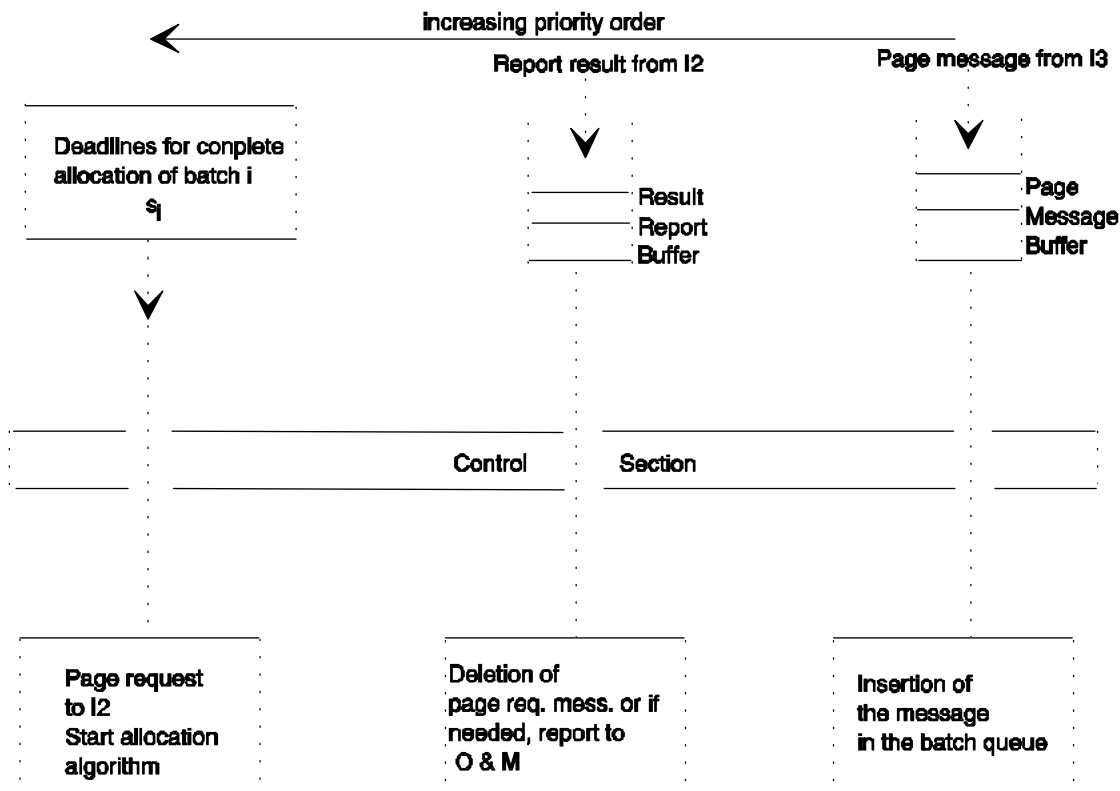 increasing priority order
Report result from I2
Page message from I3
Deadlines for conplete
allocation of batch i
si
Result
Report
Buffer
Page
Message
Buffer
Control Section
Page request
to I2
Start allocation
algorithm
Deletion of
page req. mess. or if
needed, report to
O & M
Insertion of
the message
in the batch queue